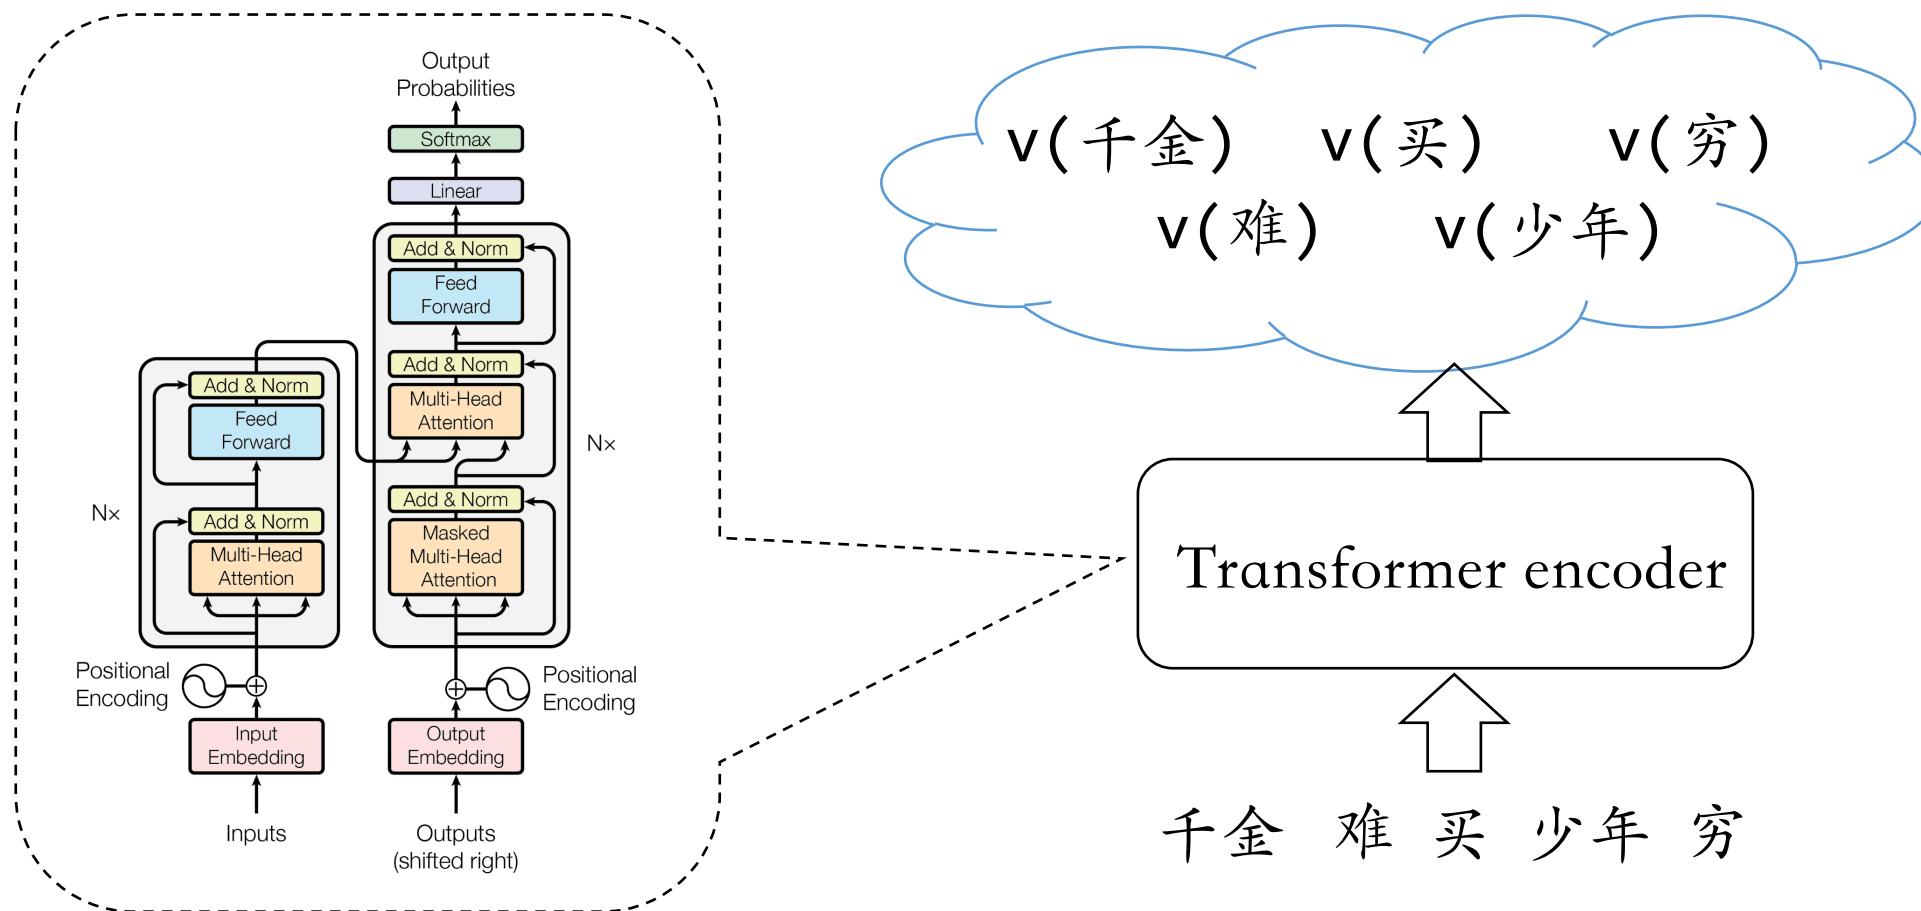 Output
Probabilities
Softmax
Linear
Add & Norm
Feed
Forward
Add & Norm
Multi-Head
Attention
N×
Add & Norm
Masked
Multi-Head
Attention
Add & Norm
Feed
Forward
N×
Add & Norm
Multi-Head
Attention
Positional
Encoding
Positional
Encoding
Input
Embedding
Output
Embedding
Inputs
Outputs
(shifted right)
v(千金) v(买) v(穷)
v(难) v(少年)
Transformer encoder
千金 难 买 少年 穷